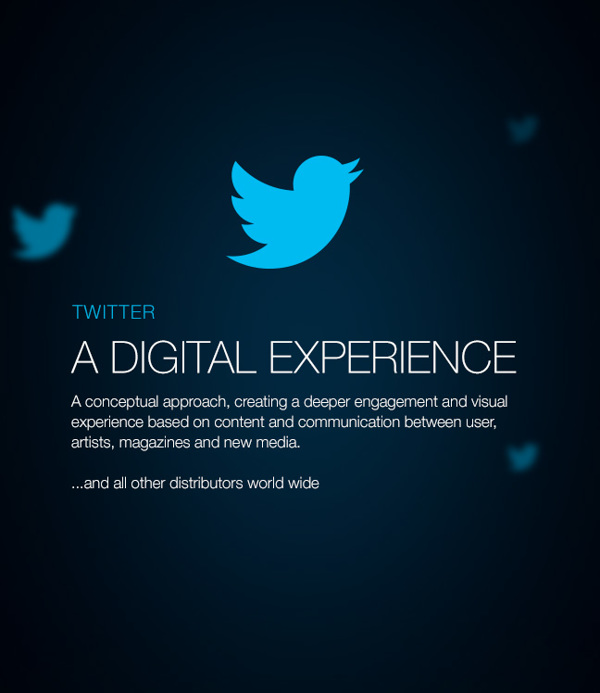 TWITTER
A DIGITAL EXPERIENCE
A conceptual approach, creating a deeper engagement and visual
experience based on content and communication between user,
artists, magazines and new media.
...and all other distributors world wide